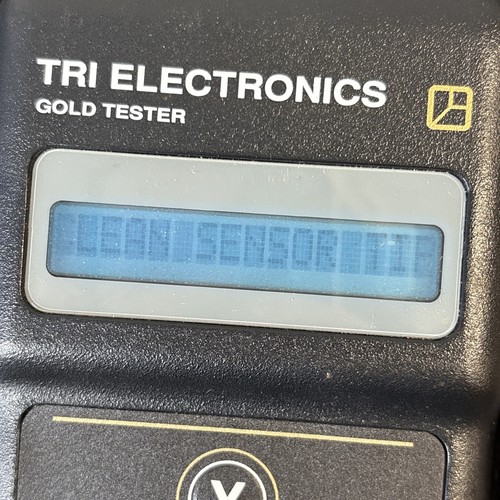 TRI ELECTRONICS
GOLD TESTER
CLEAN SENSOR TIP
Y